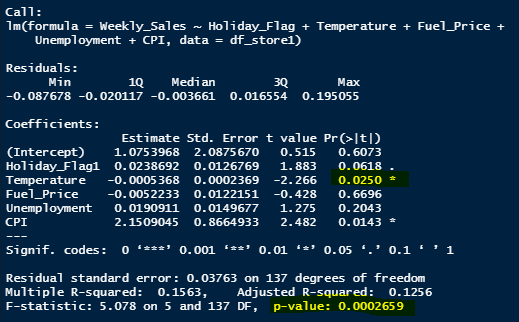 Call:
lm(formula = Weekly_Sales ~ Holiday_Flag + Temperature + Fuel_Price +
    Unemployment + CPI, data = df_store1)
Residuals:
      Min        1Q    Median        3Q       Max
-0.087678 -0.020117 -0.003661  0.016554  0.195055
Coefficients:
               Estimate Std. Error t value Pr(>|t|)
(Intercept)   1.0753968  2.0875670   0.515   0.6073
Holiday_Flag1 0.0238692  0.0126769   1.883   0.0618 .
Temperature  -0.0005368  0.0002369  -2.266   0.0250 *
Fuel_Price   -0.0052233  0.0122151  -0.428   0.6696
Unemployment  0.0190911  0.0149677   1.275   0.2043
CPI           2.1509045  0.8664933   2.482   0.0143 *
---
Signif. codes:  0 ‘***’ 0.001 ‘**’ 0.01 ‘*’ 0.05 ‘.’ 0.1 ‘ ’ 1
Residual standard error: 0.03763 on 137 degrees of freedom
Multiple R-squared:  0.1563,    Adjusted R-squared:  0.1256
F-statistic: 5.078 on 5 and 137 DF,  p-value: 0.0002659